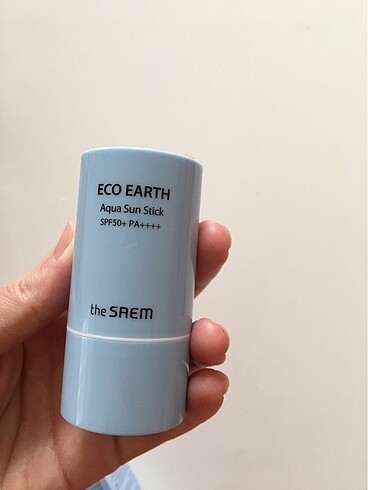 ECO EARTH
Aqua Sun Stick
SPF50+ PA++++
the SAEM